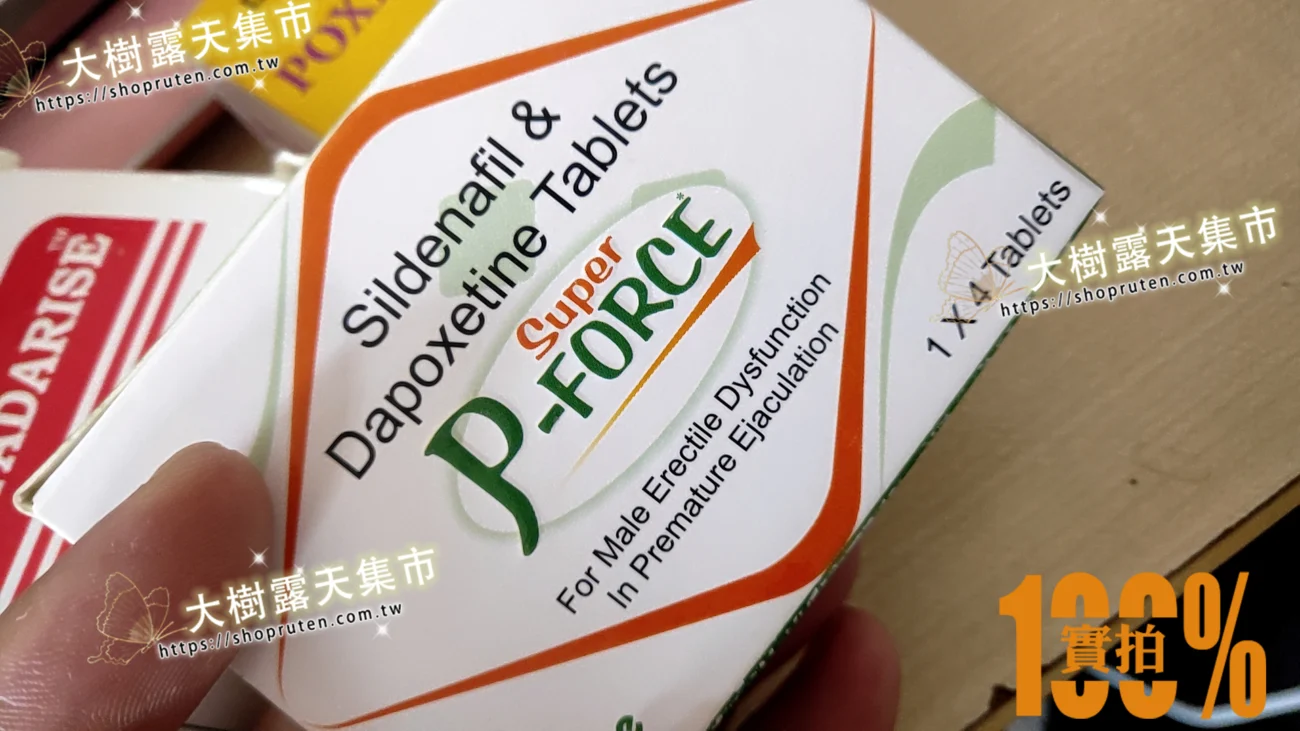 大樹露天集市
https://shopruten.com.tw
POX
ADARISE™
Sildenafil &
Dapoxetine Tablets
Super
P-FORCE*
For Male Erectile Dysfunction
In Premature Ejaculation
1 X 4 Tablets
大樹露天集市
https://shopruten.com.tw
大樹露天集市
https://shopruten.com.tw
100%
實拍